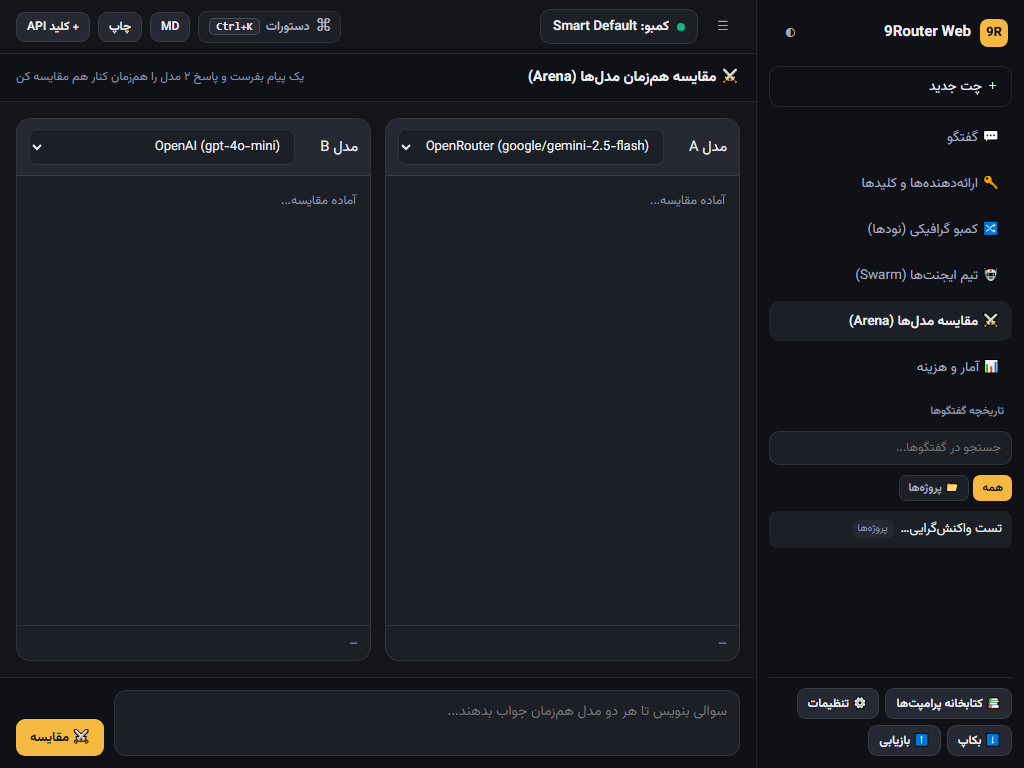 9R
9Router Web
+ چت جدید
گفتگو
ارائه‌دهنده‌ها و کلیدها
کمبو گرافیکی (نودها)
تیم ایجنت‌ها (Swarm)
مقایسه مدل‌ها (Arena)
آمار و هزینه
تاریخچه گفتگوها
جستجو در گفتگوها...
همه
پروژه‌ها
تست واکنش‌گرایی... پروژه‌ها
کتابخانه پرامپت‌ها
تنظیمات
بکاپ
بازیابی
کمبو: Smart Default
⌘ دستورات Ctrl+K
MD
چاپ
+ کلید API
مقایسه هم‌زمان مدل‌ها (Arena)
یک پیام بفرست و پاسخ ۲ مدل را هم‌زمان کنار هم مقایسه کن
مدل A
OpenRouter (google/gemini-2.5-flash)
آماده مقایسه...
–
مدل B
OpenAI (gpt-4o-mini)
آماده مقایسه...
–
سوالی بنویس تا هر دو مدل هم‌زمان جواب بدهند...
مقایسه